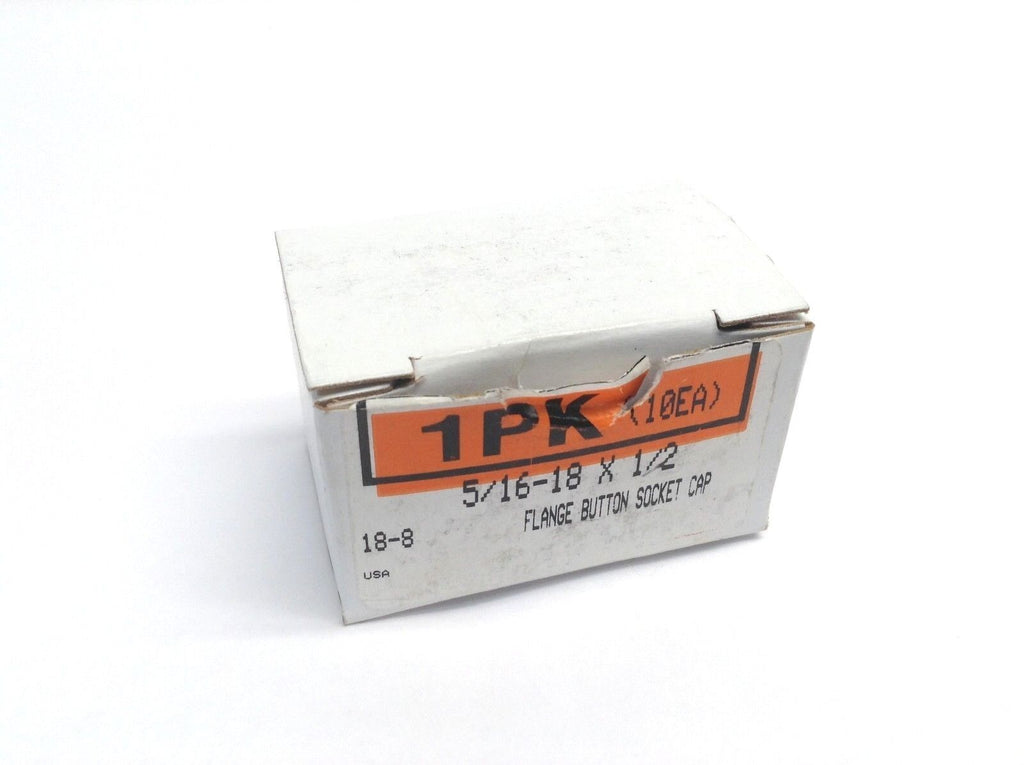 1PK (10EA)
5/16-18 X 1/2
FLANGE BUTTON SOCKET CAP
18-8
USA